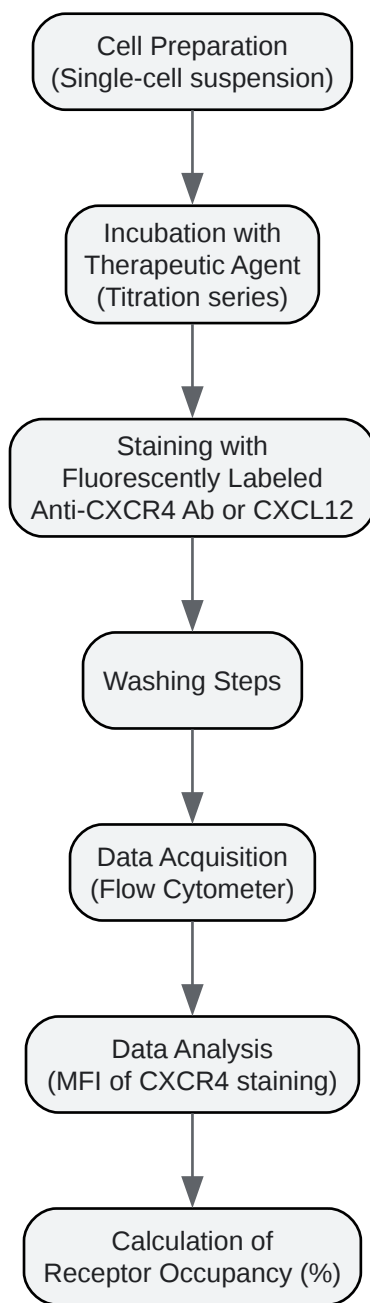 Cell Preparation
(Single-cell suspension)
Incubation with
Therapeutic Agent
(Titration series)
Staining with
Fluorescently Labeled
Anti-CXCR4 Ab or CXCL12
Washing Steps
Data Acquisition
(Flow Cytometer)
Data Analysis
(MFI of CXCR4 staining)
Calculation of
Receptor Occupancy (%)